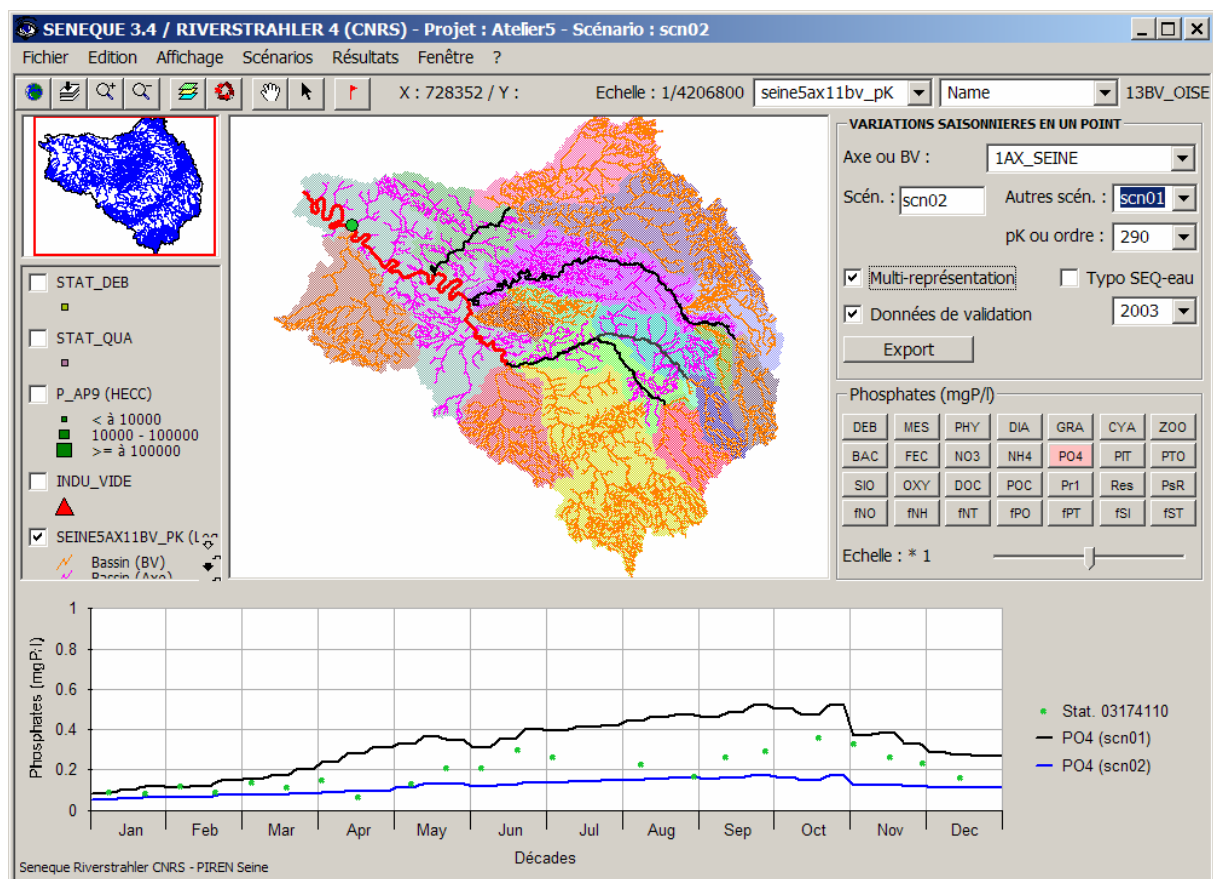 SENEQUE 3.4 / RIVERSTRAHLER 4 (CNRS) - Projet : Atelier5 - Scénario : scn02
Fichier Edition Affichage Scénarios Résultats Fenêtre ?
X : 728352 / Y : Echelle : 1/4206800 seine5ax11bv_pK Name 13BV_OISE
STAT_DEB
STAT_QUA
P_AP9 (HECC)
< à 10000
10000 - 100000
>= à 100000
INDU_VIDE
SEINE5AX11BV_PK
Bassin (BV)
Bassin (Axe)
VARIATIONS SAISONNIERES EN UN POINT
Axe ou BV : 1AX_SEINE
Scén. : scn02 Autres scén. : scn01
pK ou ordre : 290
Multi-représentation Typo SEQ-eau
Données de validation 2003
Export
Phosphates (mgP/l)
DEB MES PHY DIA GRA CYA ZOO
BAC FEC NO3 NH4 PO4 PIT PTO
SIO OXY DOC POC Pr1 Res PsR
fNO fNH fNT fPO fPT fSI fST
Echelle : * 1
Phosphates (mgP/l)
1
0.8
0.6
0.4
0.2
0
Jan Feb Mar Apr May Jun Jul Aug Sep Oct Nov Dec
Décades
Stat. 03174110
PO4 (scn01)
PO4 (scn02)
Seneque Riverstrahler CNRS - PIREN Seine